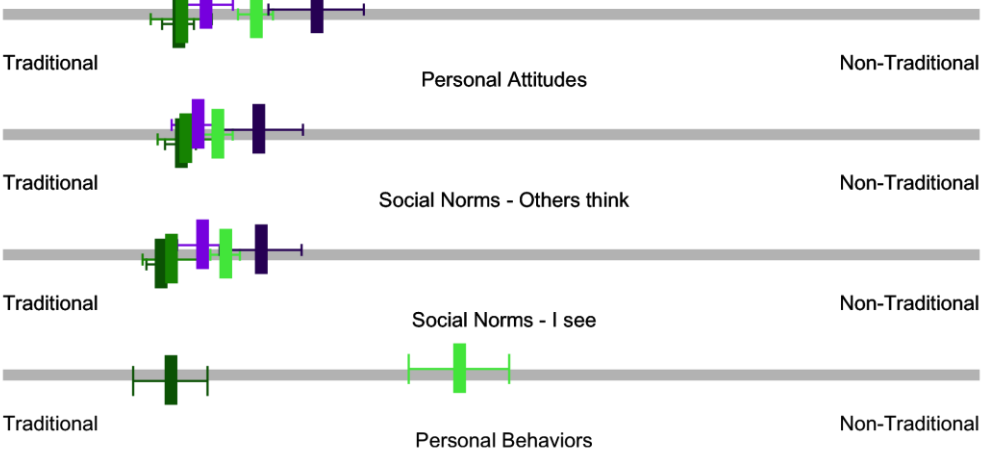 Traditional
Non-Traditional
Personal Attitudes
Traditional
Non-Traditional
Social Norms - Others think
Traditional
Non-Traditional
Social Norms - I see
Traditional
Non-Traditional
Personal Behaviors